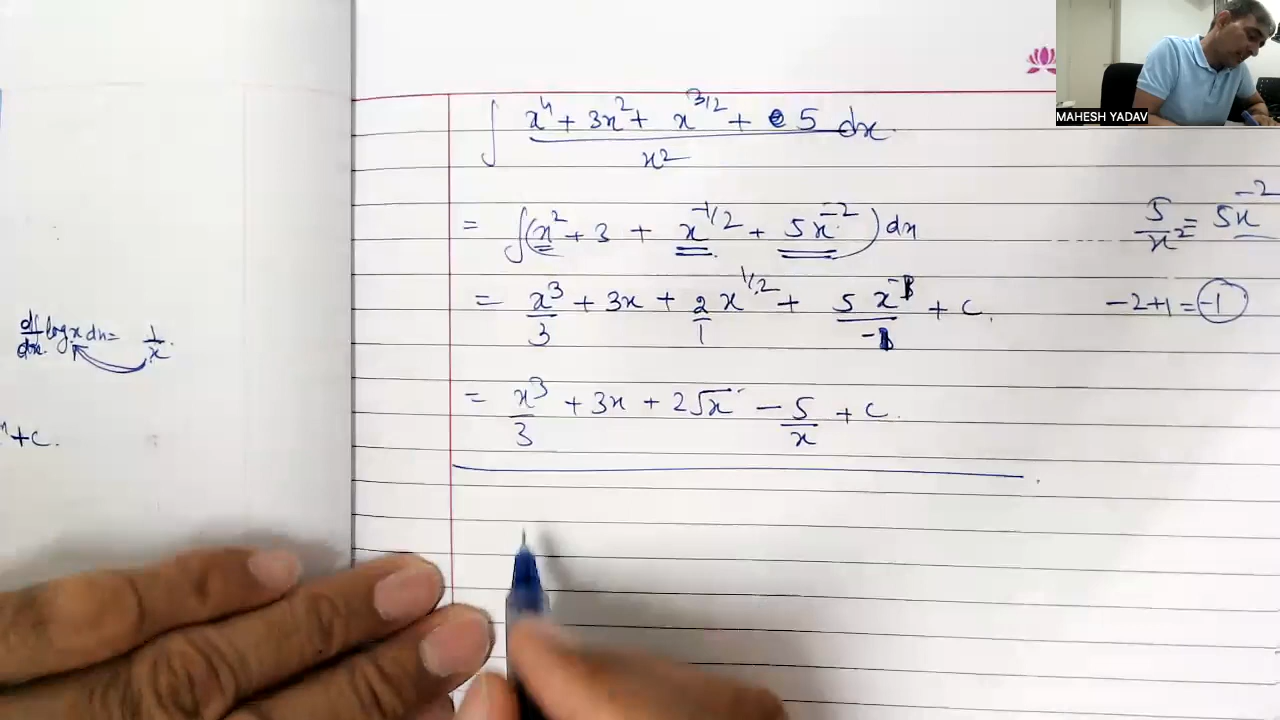 ∫ x⁴ + 3x² + x^3/2 + 5 dx.
x²
= ∫(x² + 3 + x^-1/2 + 5x^-2) dx
5/x² = 5x^-2
= x³/3 + 3x + 2/1 x^1/2 + 5x^-1/-1 + c.
-2+1 = -1
d/dx log x dx = 1/x.
= x³/3 + 3x + 2√x - 5/x + c.
+c.
MAHESH YADAV